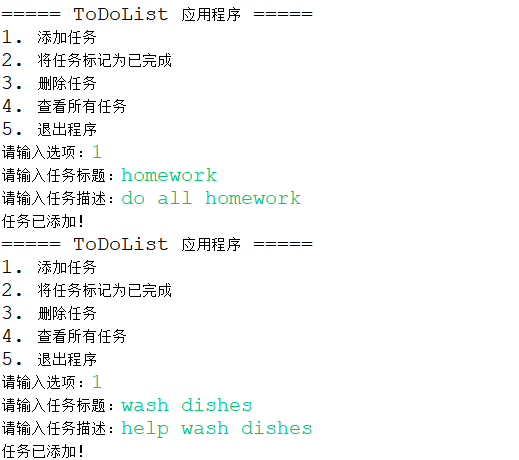 ===== ToDoList 应用程序 =====
1. 添加任务
2. 将任务标记为已完成
3. 删除任务
4. 查看所有任务
5. 退出程序
请输入选项：1
请输入任务标题：homework
请输入任务描述：do all homework
任务已添加！
===== ToDoList 应用程序 =====
1. 添加任务
2. 将任务标记为已完成
3. 删除任务
4. 查看所有任务
5. 退出程序
请输入选项：1
请输入任务标题：wash dishes
请输入任务描述：help wash dishes
任务已添加！